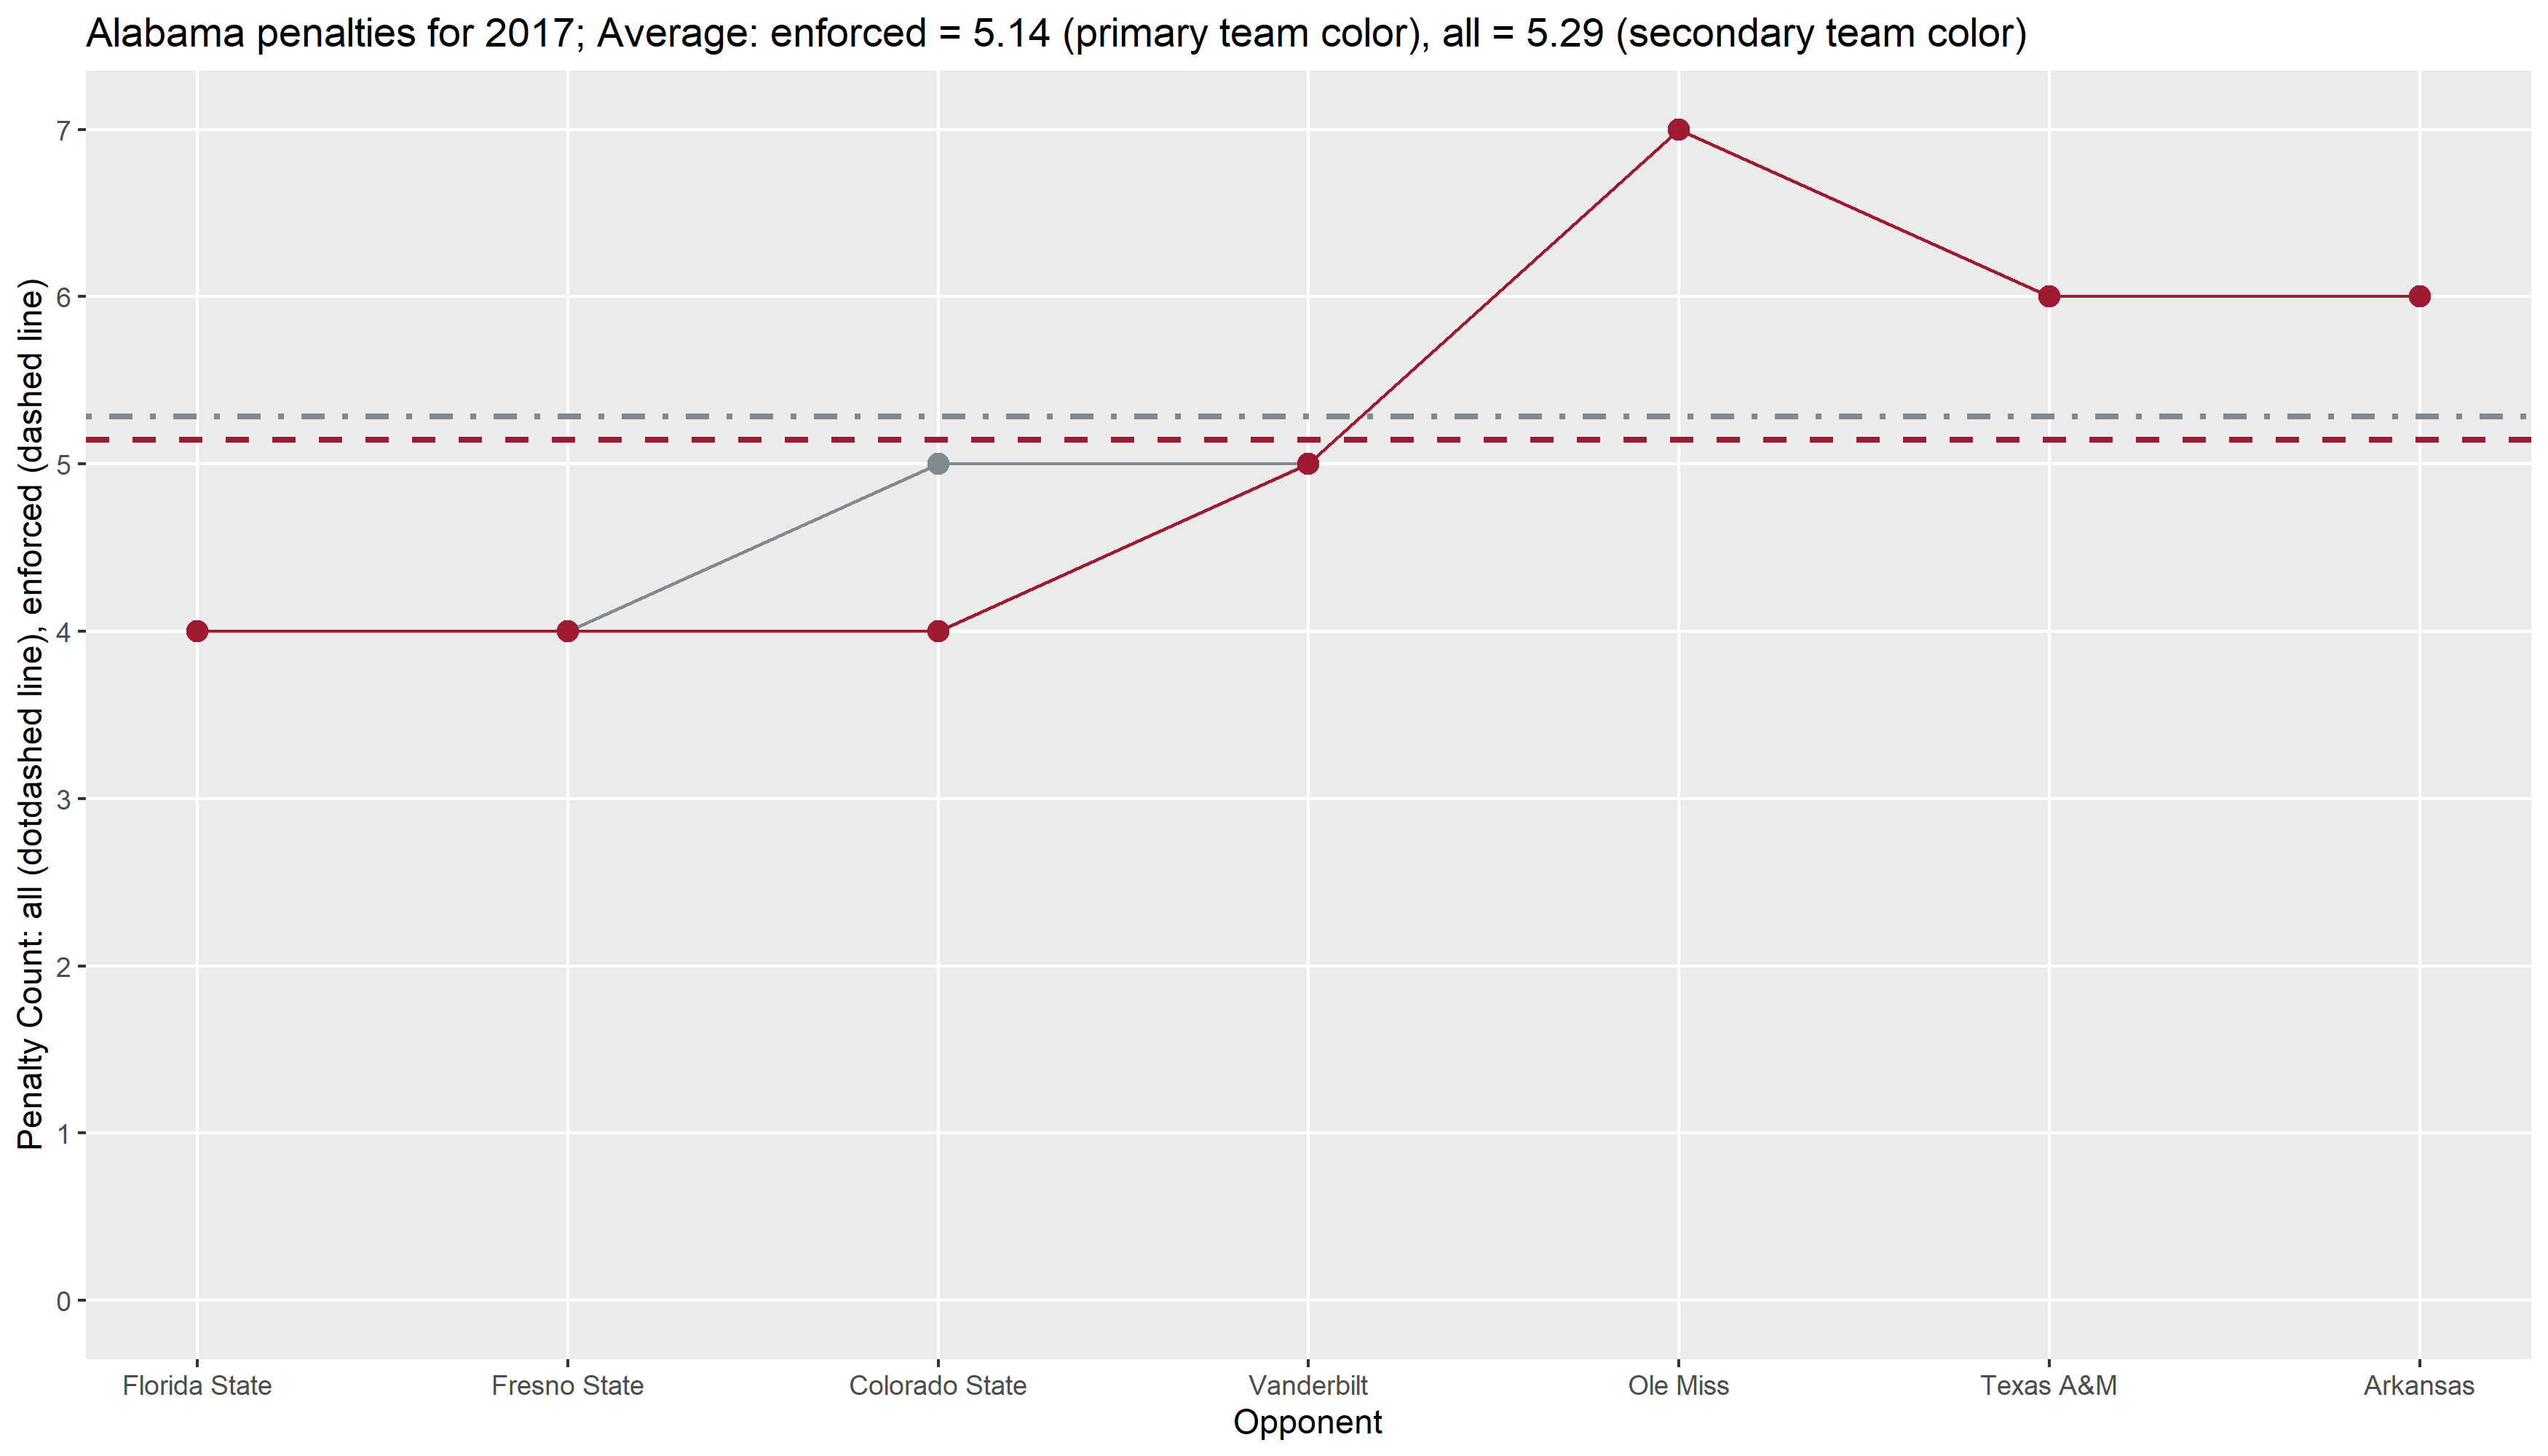 Alabama penalties for 2017; Average: enforced = 5.14 (primary team color), all = 5.29 (secondary team color)
Penalty Count: all (dotdashed line), enforced (dashed line)
7
6
5
4
3
2
1
0
Florida State Fresno State Colorado State Vanderbilt Ole Miss Texas A&M Arkansas
Opponent